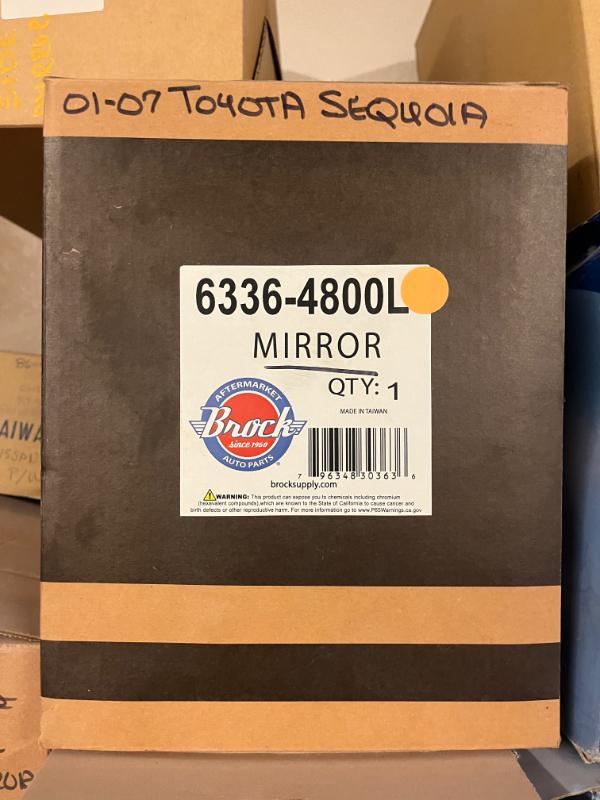 01-07 TOYOTA SEQUOIA
6336-4800L
MIRROR
QTY: 1
MADE IN TAIWAN
AFTERMARKET
Brock
since 1960
AUTO PARTS
7 96348 30363 6
brocksupply.com
WARNING: This product can expose you to chemicals including chromium
(hexavalent compounds),which are known to the State of California to cause cancer and
birth defects or other reproductive harm. For more information go to www.P65Warnings.ca.gov